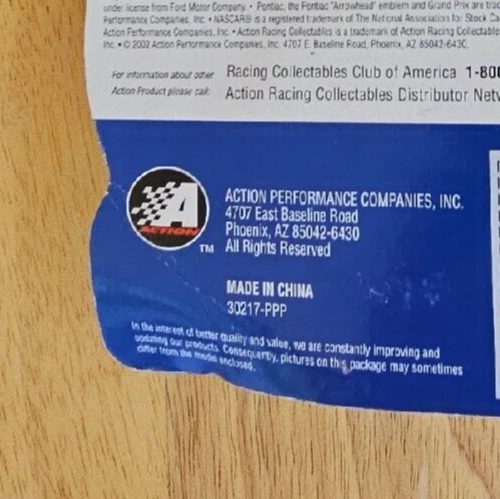 under license from Ford Motor Company. • Pontiac, the Pontiac "Arrowhead" emblem and Grand Prix are
Performance Companies, Inc. • NASCAR® is a registered trademark of The National Association for Stock
Action Performance Companies, Inc. • Action Racing Collectables is a trademark of Action Racing Collectable
Inc. • © 2002 Action Performance Companies, Inc. 4707 E. Baseline Road, Phoenix, AZ 85042-6430.
For information about other
Action Product please call:
Racing Collectables Club of America 1-800
Action Racing Collectables Distributor Netw
A
ACTION
TM
ACTION PERFORMANCE COMPANIES, INC.
4707 East Baseline Road
Phoenix, AZ 85042-6430
All Rights Reserved
MADE IN CHINA
30217-PPP
In the interest of better quality and value, we are constantly improving and
updating our products. Consequently, pictures on this package may sometimes
differ from the model enclosed.